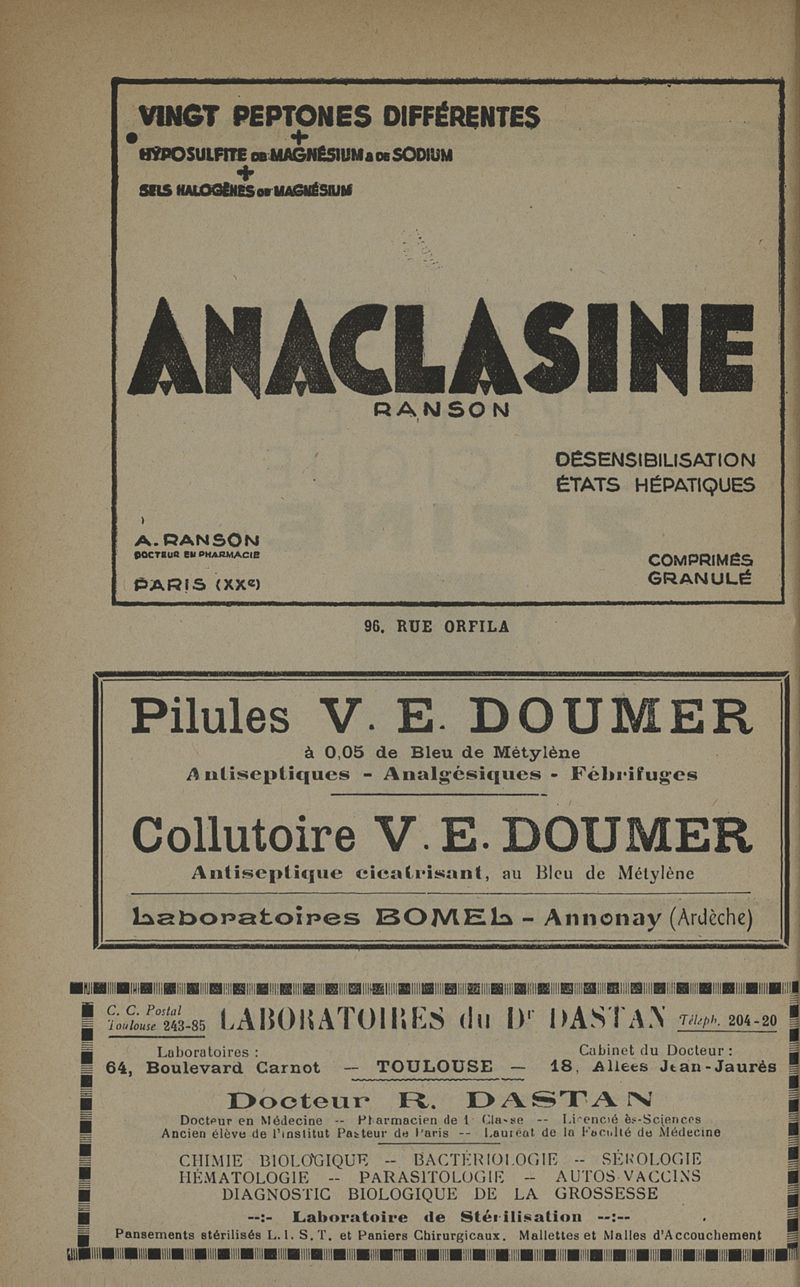 VINGT PEPTONES DIFFÉRENTES
+
HYPOSULFITE DE MAGNÉSIUM & DE SODIUM
+
SELS HALOGÈNES DE MAGNÉSIUM
ANACLASINE
RANSON
DÉSENSIBILISATION
ÉTATS HÉPATIQUES
A. RANSON
DOCTEUR EN PHARMACIE
PARIS (XXe)
COMPRIMÉS
GRANULÉ
96, RUE ORFILA
Pilules V. E. DOUMER
à 0,05 de Bleu de Métylène
Antiseptiques - Analgésiques - Fébrifuges
Collutoire V. E. DOUMER
Antiseptique cicatrisant, au Bleu de Métylène
Laboratoires BOMEL - Annonay (Ardèche)
C. C. Postal
Toulouse 243-85
LABORATOIRES du Dr DASTAN Téleph. 204-20
Laboratoires : Cabinet du Docteur :
64, Boulevard Carnot — TOULOUSE — 18, Allees Jean-Jaurès
Docteur R. DASTAN
Docteur en Médecine -- Pharmacien de 1 Classe -- Licencié ès-Sciences
Ancien élève de l'institut Pasteur de Paris -- Lauréat de la Faculté de Médecine
CHIMIE BIOLOGIQUE -- BACTÉRIOLOGIE -- SÉROLOGIE
HÉMATOLOGIE -- PARASITOLOGIE -- AUTOS-VACCINS
DIAGNOSTIC BIOLOGIQUE DE LA GROSSESSE
--:- Laboratoire de Stérilisation --:--
Pansements stérilisés L. I. S. T. et Paniers Chirurgicaux. Mallettes et Malles d'Accouchement